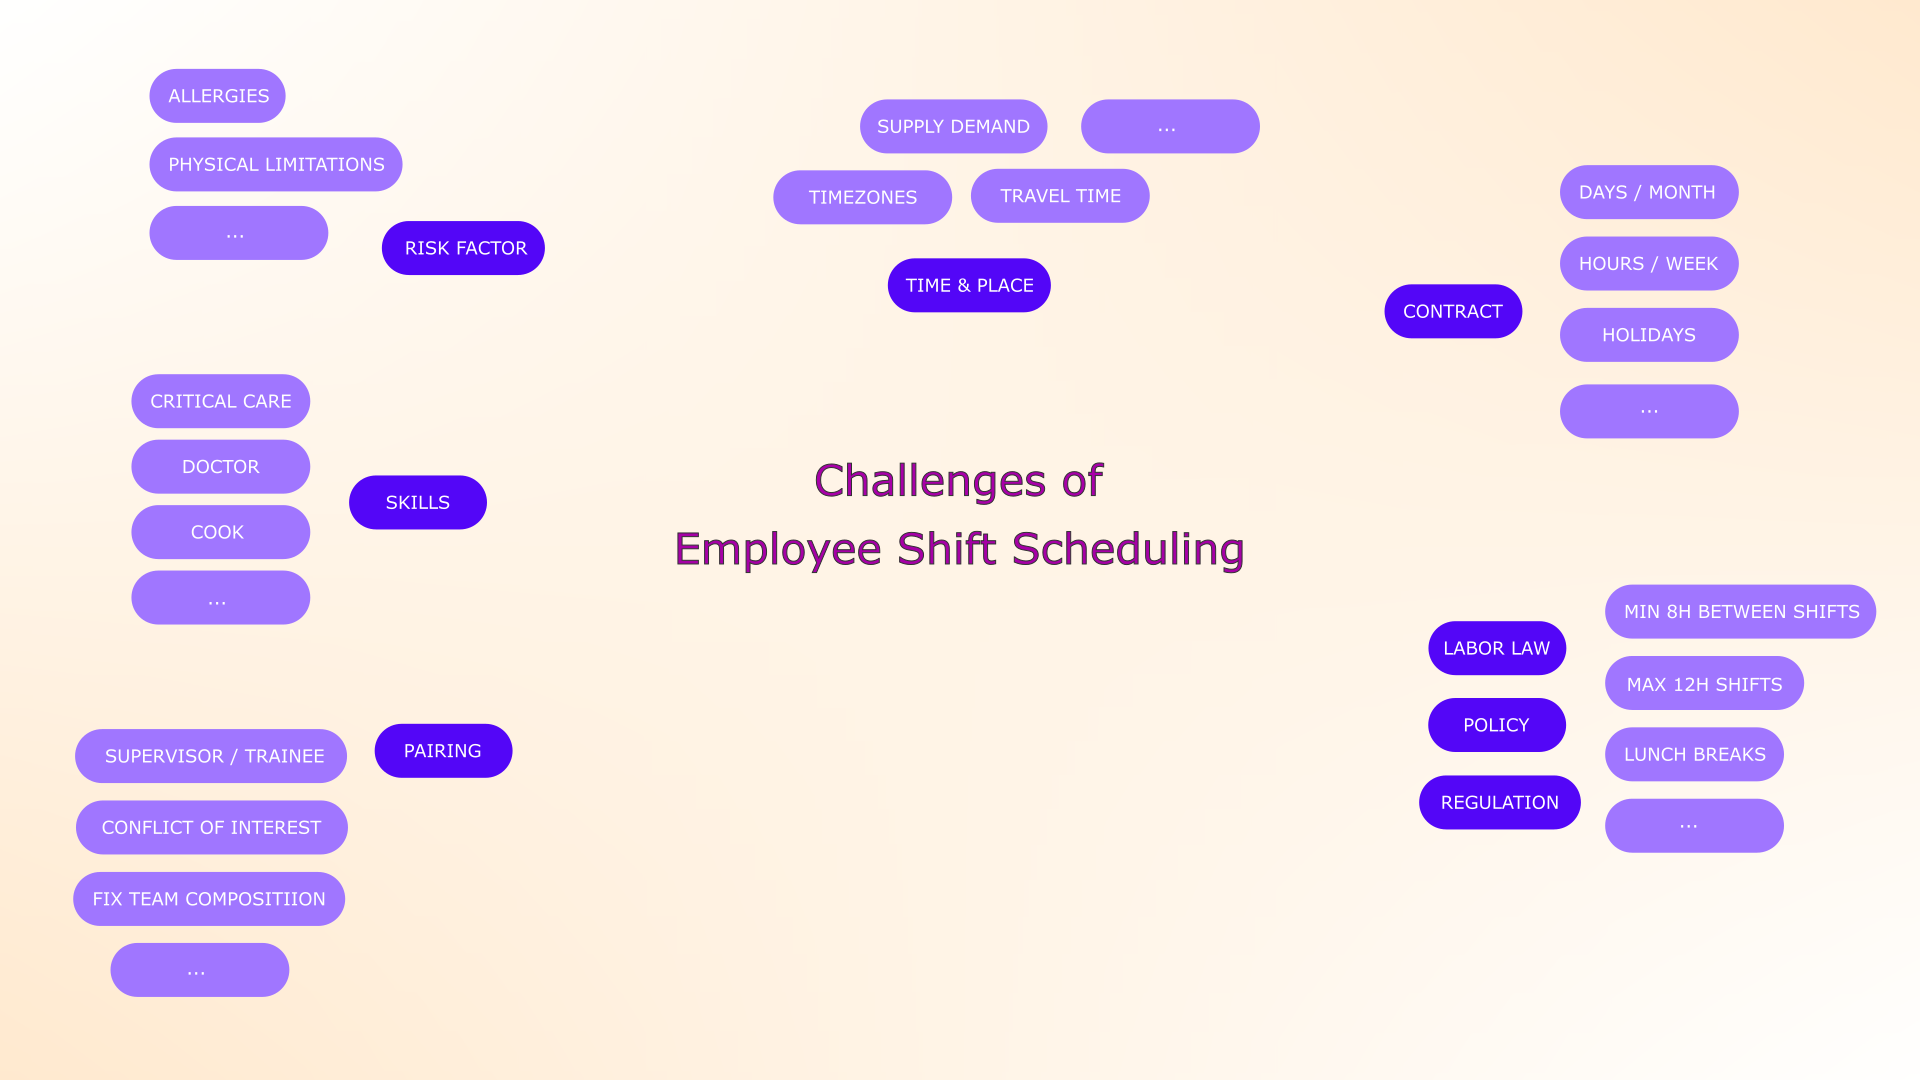 ALLERGIES
PHYSICAL LIMITATIONS
...
RISK FACTOR
SUPPLY DEMAND
...
TIMEZONES
TRAVEL TIME
TIME & PLACE
DAYS / MONTH
HOURS / WEEK
HOLIDAYS
...
CONTRACT
CRITICAL CARE
DOCTOR
COOK
...
SKILLS
Challenges of
Employee Shift Scheduling
MIN 8H BETWEEN SHIFTS
MAX 12H SHIFTS
LUNCH BREAKS
...
LABOR LAW
POLICY
REGULATION
SUPERVISOR / TRAINEE
CONFLICT OF INTEREST
FIX TEAM COMPOSITIION
...
PAIRING